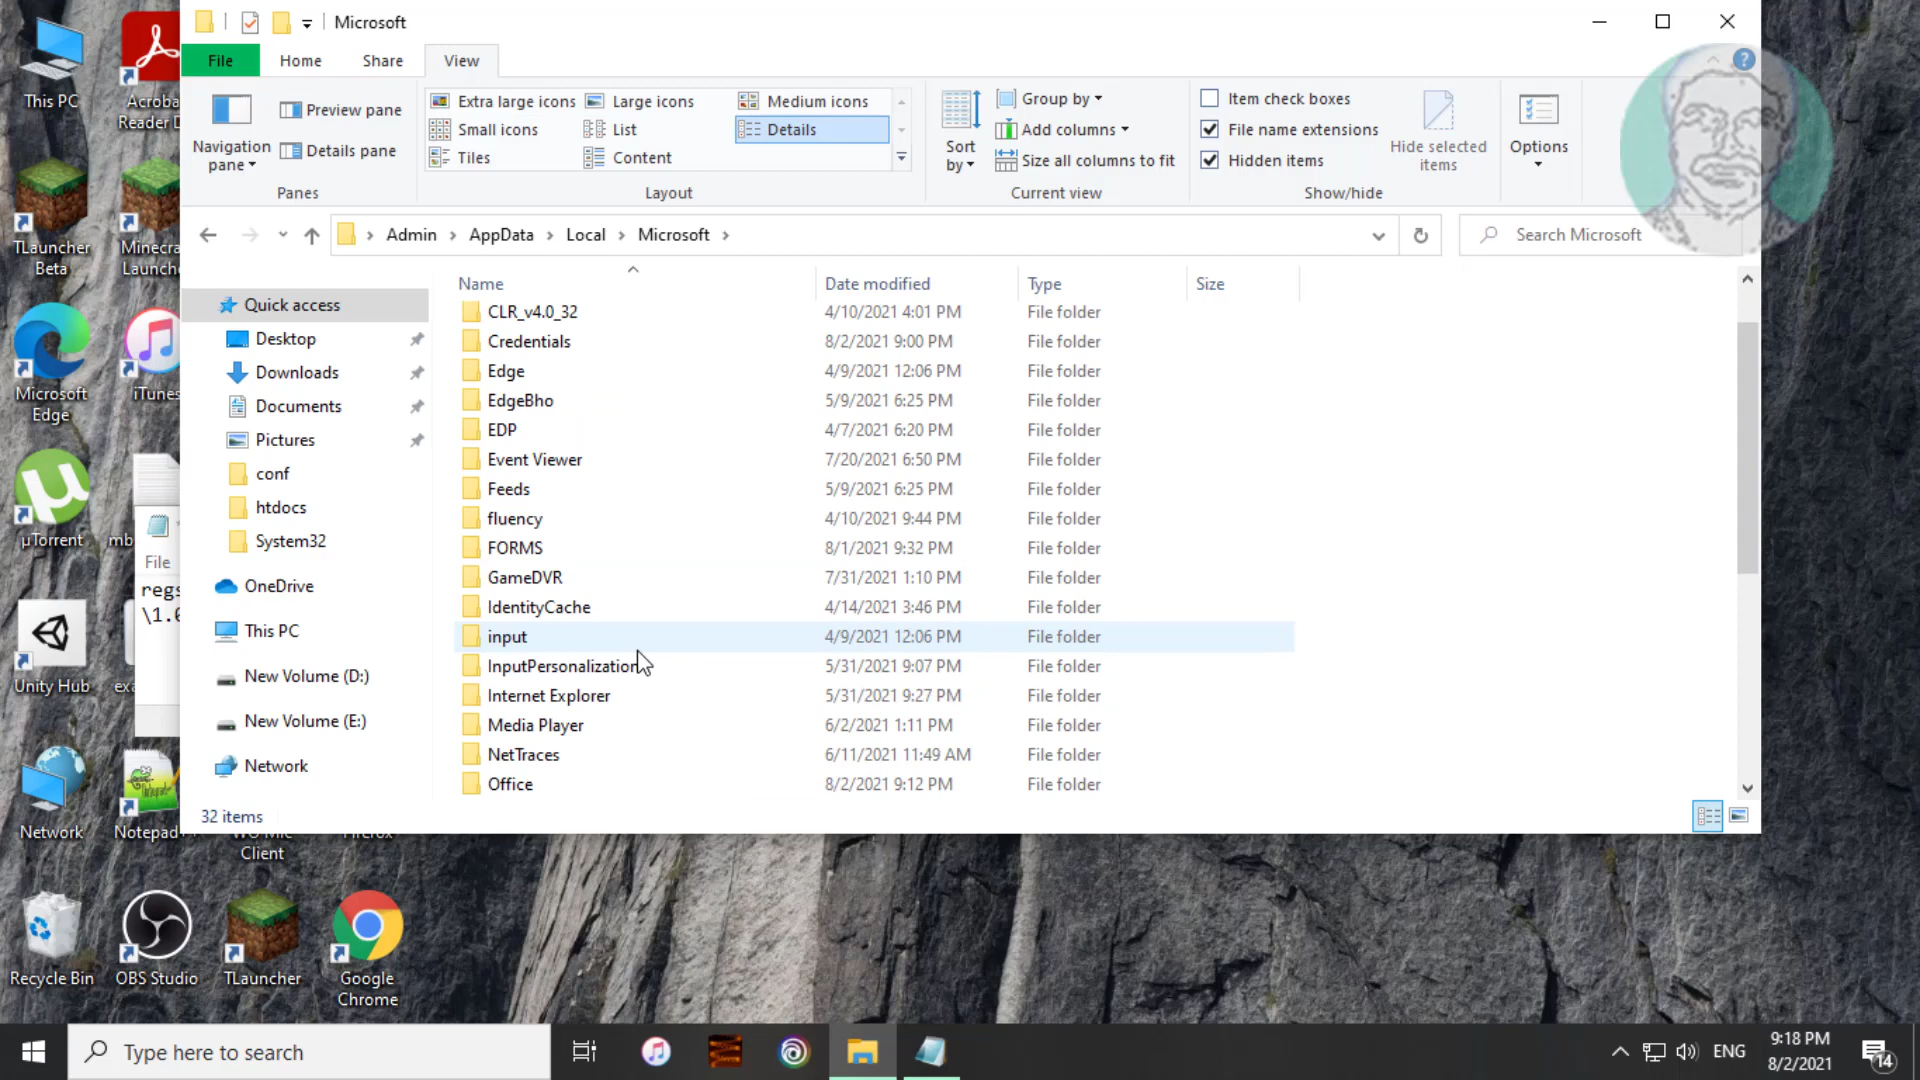 Microsoft
File
Home
Share
View
Navigation pane
Preview pane
Details pane
Panes
Extra large icons
Large icons
Medium icons
Small icons
List
Details
Tiles
Content
Layout
Sort by
Group by
Add columns
Size all columns to fit
Current view
Item check boxes
File name extensions
Hidden items
Hide selected items
Show/hide
Options
?
Admin
AppData
Local
Microsoft
Search Microsoft
Name
Date modified
Type
Size
CLR_v4.0_32 4/10/2021 4:01 PM File folder
Credentials 8/2/2021 9:00 PM File folder
Edge 4/9/2021 12:06 PM File folder
EdgeBho 5/9/2021 6:25 PM File folder
EDP 4/7/2021 6:20 PM File folder
Event Viewer 7/20/2021 6:50 PM File folder
Feeds 5/9/2021 6:25 PM File folder
fluency 4/10/2021 9:44 PM File folder
FORMS 8/1/2021 9:32 PM File folder
GameDVR 7/31/2021 1:10 PM File folder
IdentityCache 4/14/2021 3:46 PM File folder
input 4/9/2021 12:06 PM File folder
InputPersonalization 5/31/2021 9:07 PM File folder
Internet Explorer 5/31/2021 9:27 PM File folder
Media Player 6/2/2021 1:11 PM File folder
NetTraces 6/11/2021 11:49 AM File folder
Office 8/2/2021 9:12 PM File folder
Quick access
Desktop
Downloads
Documents
Pictures
conf
htdocs
System32
OneDrive
This PC
New Volume (D:)
New Volume (E:)
Network
32 items
This PC
Acroba
Reader D
TLauncher Beta
Minecra
Launch
Microsoft Edge
iTunes
µTorrent
mb
File
regs
\1.0
Unity Hub
exa
Network
Notepad
Client
Recycle Bin
OBS Studio
TLauncher
Google Chrome
Type here to search
ENG
9:18 PM
8/2/2021
14